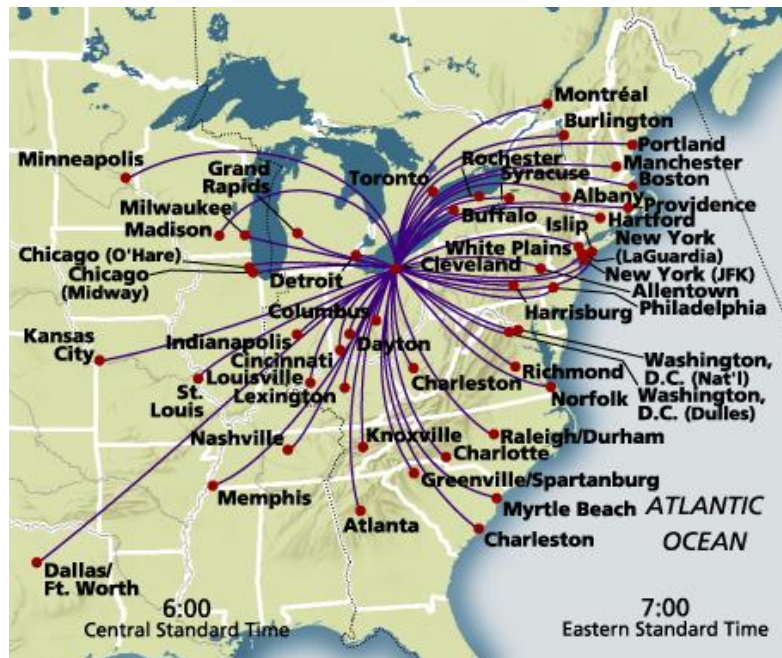 Montréal
Burlington
Portland
Manchester
Boston
Minneapolis
Grand
Rapids
Toronto
Rochester
Syracuse
Albany
Providence
Milwaukee
Madison
Buffalo
Islip
Hartford
White Plains
New York
(LaGuardia)
Chicago (O'Hare)
Chicago
(Midway)
Detroit
Cleveland
New York (JFK)
Allentown
Philadelphia
Harrisburg
Columbus
Kansas
City
Indianapolis
Cincinnati
Dayton
Louisville
Lexington
St.
Louis
Charleston
Richmond
Norfolk
Washington,
D.C. (Nat'l)
Washington,
D.C. (Dulles)
Nashville
Knoxville
Raleigh/Durham
Charlotte
Greenville/Spartanburg
Memphis
Atlanta
Myrtle Beach
Charleston
ATLANTIC
OCEAN
Dallas/
Ft. Worth
6:00
Central Standard Time
7:00
Eastern Standard Time